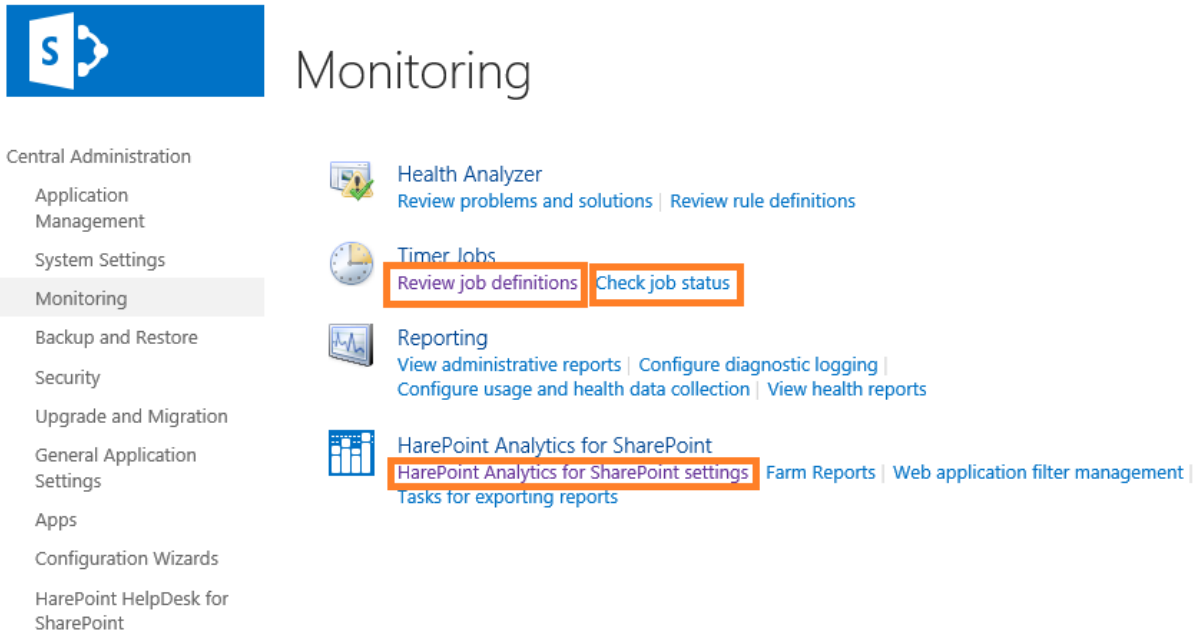 S
Monitoring
Central Administration
Application
Management
System Settings
Monitoring
Backup and Restore
Security
Upgrade and Migration
General Application
Settings
Apps
Configuration Wizards
HarePoint HelpDesk for
SharePoint
Health Analyzer
Review problems and solutions | Review rule definitions
Timer Jobs
Review job definitions Check job status
Reporting
View administrative reports | Configure diagnostic logging |
Configure usage and health data collection | View health reports
HarePoint Analytics for SharePoint
HarePoint Analytics for SharePoint settings Farm Reports | Web application filter management |
Tasks for exporting reports